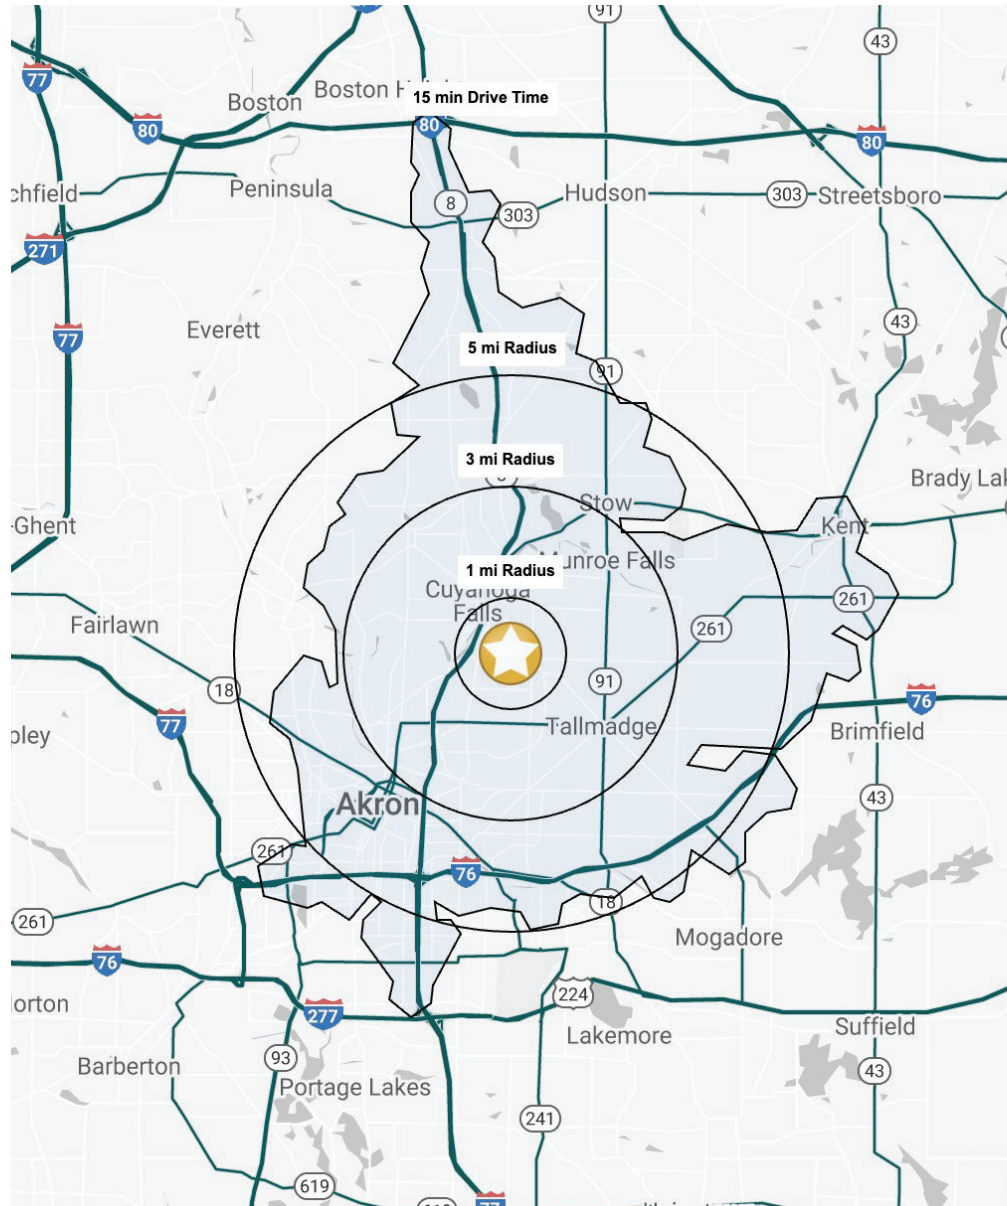 91
43
77
Boston
Boston H
15 min Drive Time
80
80
80
chfield
Peninsula
8
303
Hudson
303
Streetsboro
271
77
Everett
43
5 mi Radius
91
3 mi Radius
Brady Lak
Stow
-Ghent
Kent
1 mi Radius
Munroe Falls
Cuyahoga
Falls
261
Fairlawn
261
91
18
76
77
Tallmadge
pley
Brimfield
43
Akron
261
76
18
261
Mogadore
76
orton
224
277
Lakemore
Suffield
93
Barberton
43
Portage Lakes
241
619
77